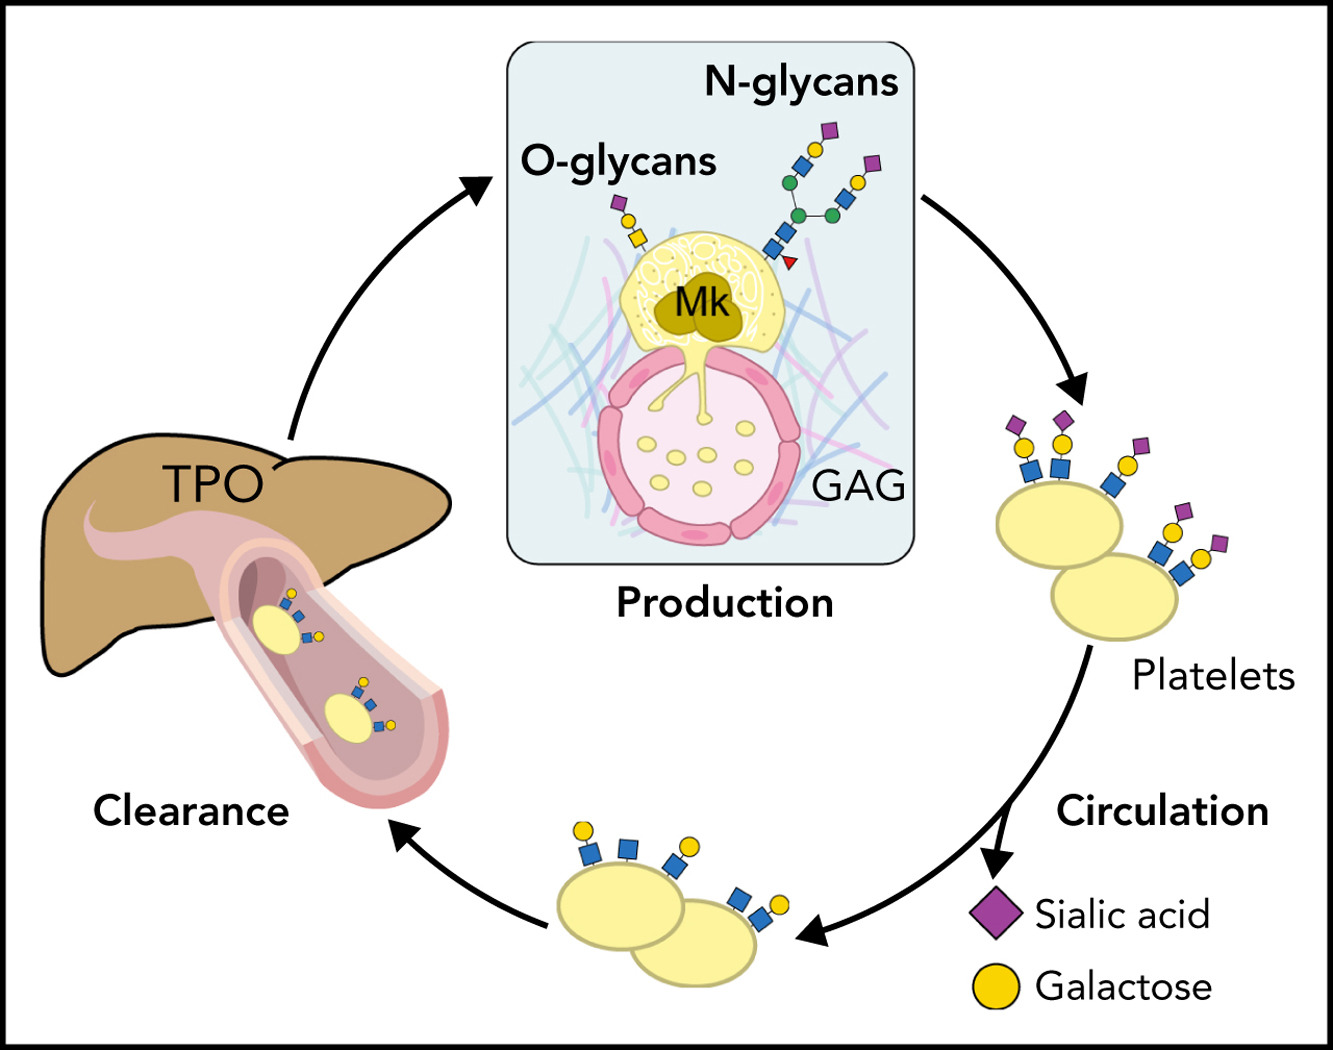 N-glycans
O-glycans
Mk
GAG
Production
TPO
Platelets
Clearance
Circulation
Sialic acid
Galactose